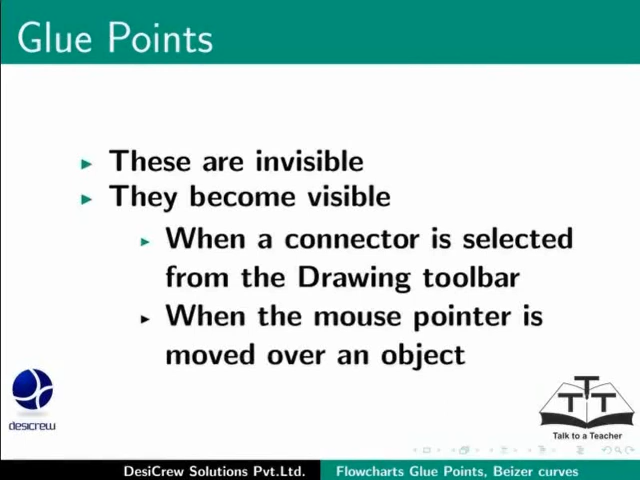 Glue Points
These are invisible
They become visible
When a connector is selected
from the Drawing toolbar
When the mouse pointer is
moved over an object
desicrew
TTT
Talk to a Teacher
DesiCrew Solutions Pvt.Ltd.
Flowcharts Glue Points, Beizer curves